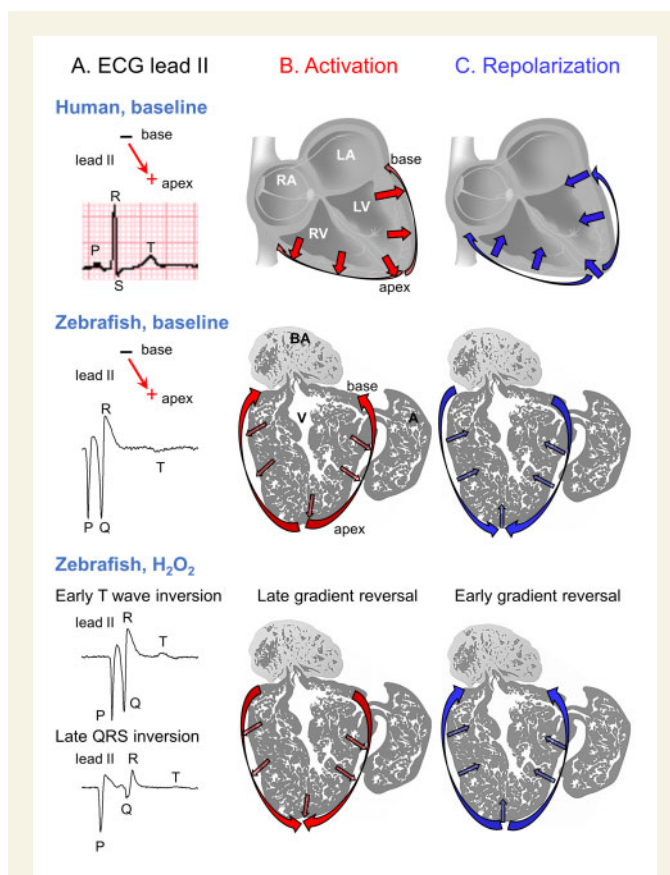 A. ECG lead II
B. Activation
C. Repolarization
Human, baseline
base
lead II
+
apex
R
P
T
S
LA
RA
LV
RV
base
apex
Zebrafish, baseline
base
lead II
+
apex
R
T
P
Q
BA
base
V
A
apex
Zebrafish, H₂O₂
Early T wave inversion
Late gradient reversal
Early gradient reversal
lead II
R
T
Q
P
Late QRS inversion
lead II
R
T
Q
P